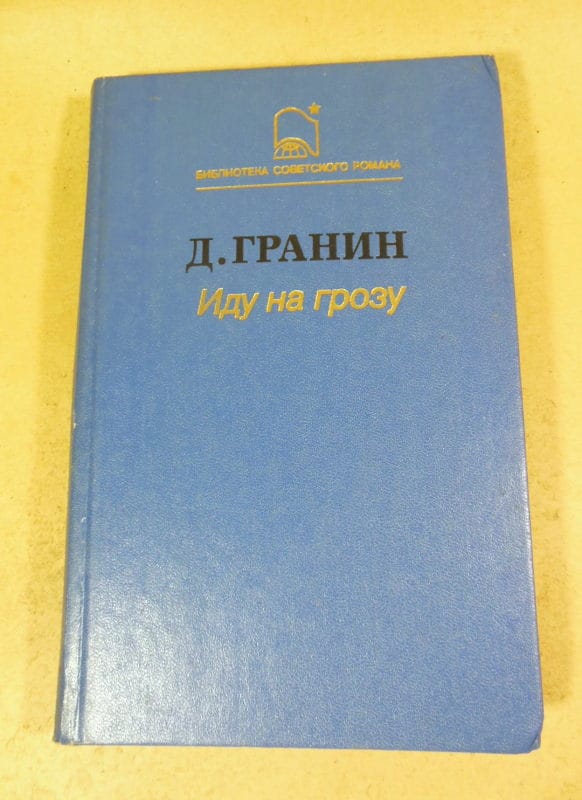 БИБЛИОТЕКА СОВЕТСКОГО РОМАНА
Д. ГРАНИН
Иду на грозу